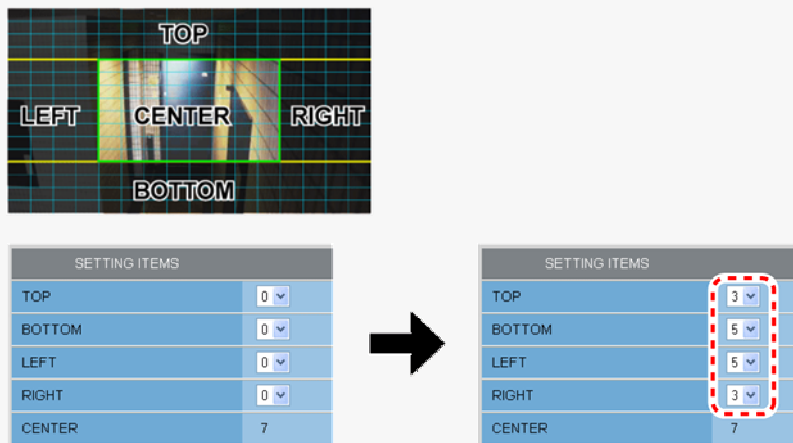 TOP
LEFT CENTER RIGHT
BOTTOM
SETTING ITEMS
TOP 0
BOTTOM 0
LEFT 0
RIGHT 0
CENTER 7
SETTING ITEMS
TOP 3
BOTTOM 5
LEFT 5
RIGHT 3
CENTER 7